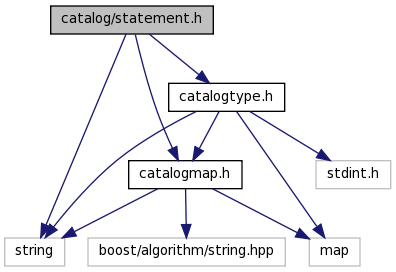 catalog/statement.h
catalogtype.h
catalogmap.h
stdint.h
string
boost/algorithm/string.hpp
map